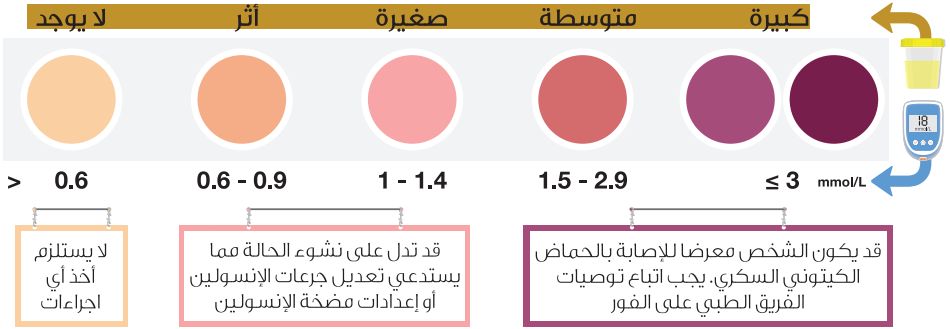 كبيرة
متوسطة
صغيرة
أثر
لا يوجد
18
mmol/L
mmol/L
≤ 3
1.5 - 2.9
1 - 1.4
0.6 - 0.9
> 0.6
قد يكون الشخص معرضا للإصابة بالحماض
الكيتوني السكري. يجب اتباع توصيات
الفريق الطبي على الفور
قد تدل على نشوء الحالة مما
يستدعي تعديل جرعات الإنسولين
أو إعدادات مضخة الإنسولين
لا يستلزم
أخذ أي
اجراءات